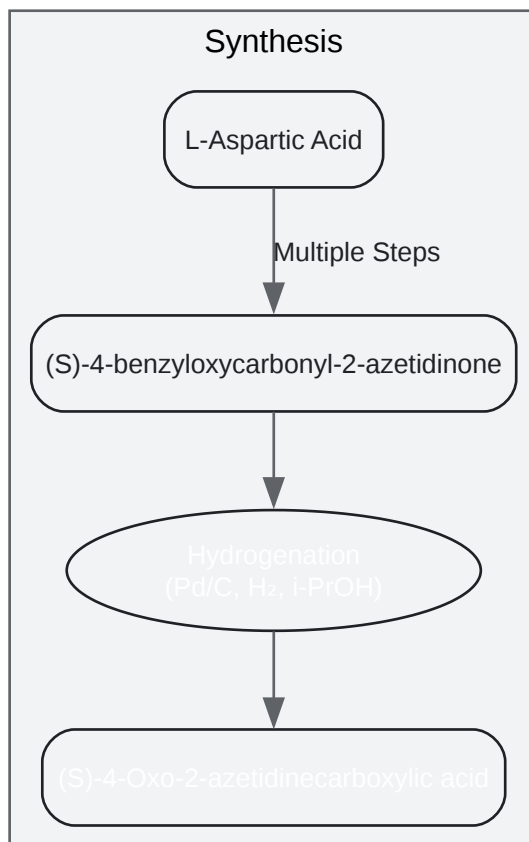 Synthesis
L-Aspartic Acid
Multiple Steps
(S)-4-benzyloxycarbonyl-2-azetidinone
Hydrogenation
(Pd/C, H₂, i-PrOH)
(S)-4-Oxo-2-azetidinecarboxylic acid